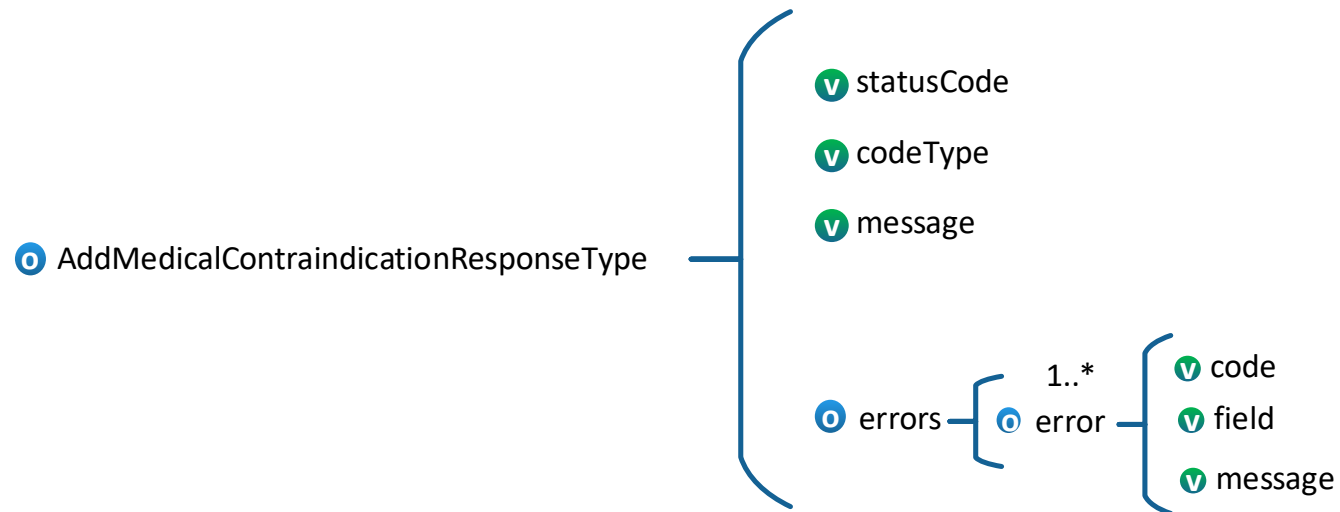 v statusCode
v codeType
v message
o AddMedicalContraindicationResponseType
1..*
v code
o errors
o error
v field
v message